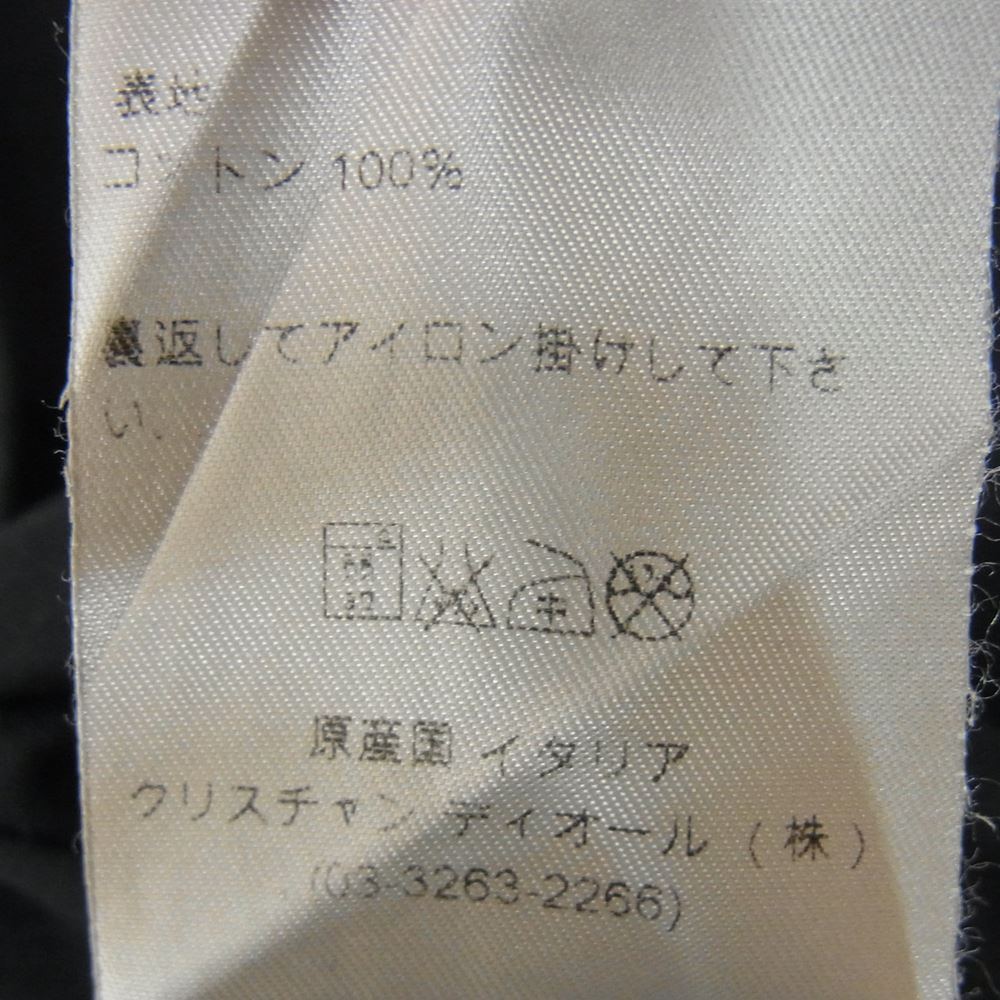 表地
コットン 100%
裏返してアイロン掛けして下さ
い.
中
原産国 イタリア
クリスチャン ディオール (株)
(03-3263-2266)